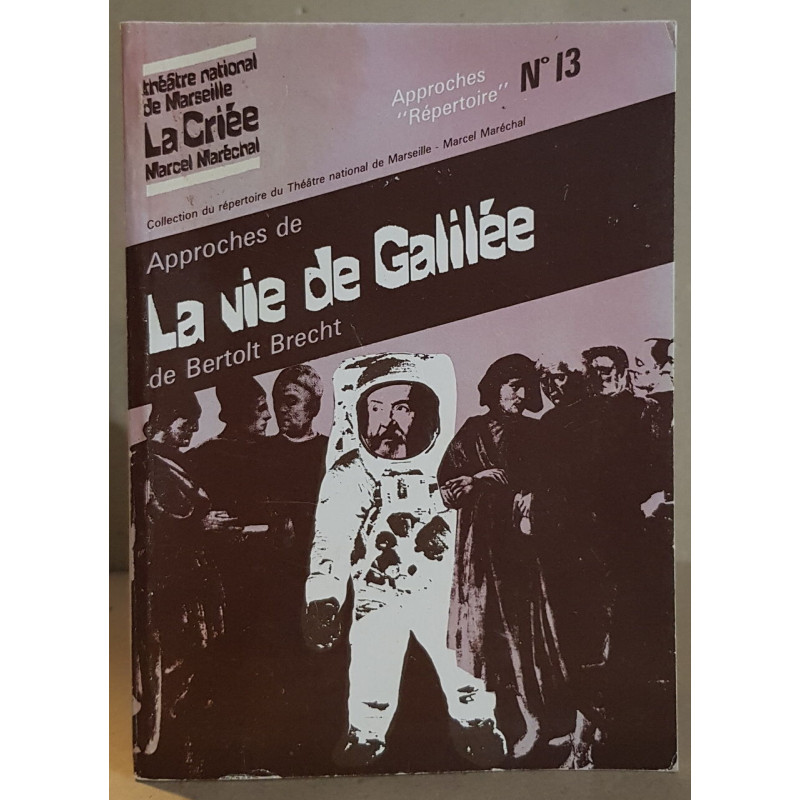 théâtre national
de Marseille
La Criée
Marcel Maréchal
Approches
"Répertoire"
N° 13
Collection du répertoire du Théâtre national de Marseille - Marcel Maréchal
Approches de
La vie de Galilée
de Bertolt Brecht